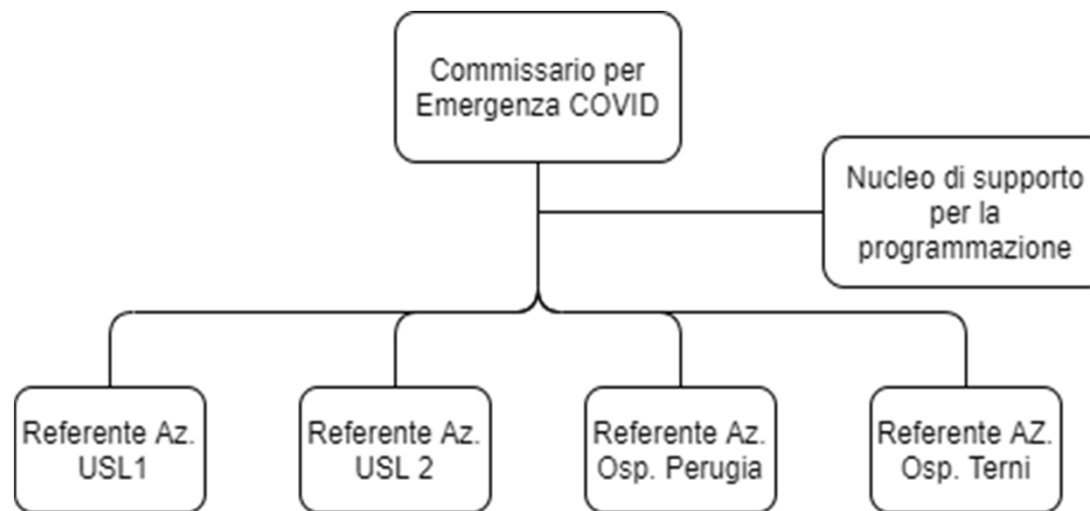 Commissario per
Emergenza COVID
Nucleo di supporto
per la
programmazione
Referente Az.
USL1
Referente Az.
USL 2
Referente Az.
Osp. Perugia
Referente AZ.
Osp. Terni